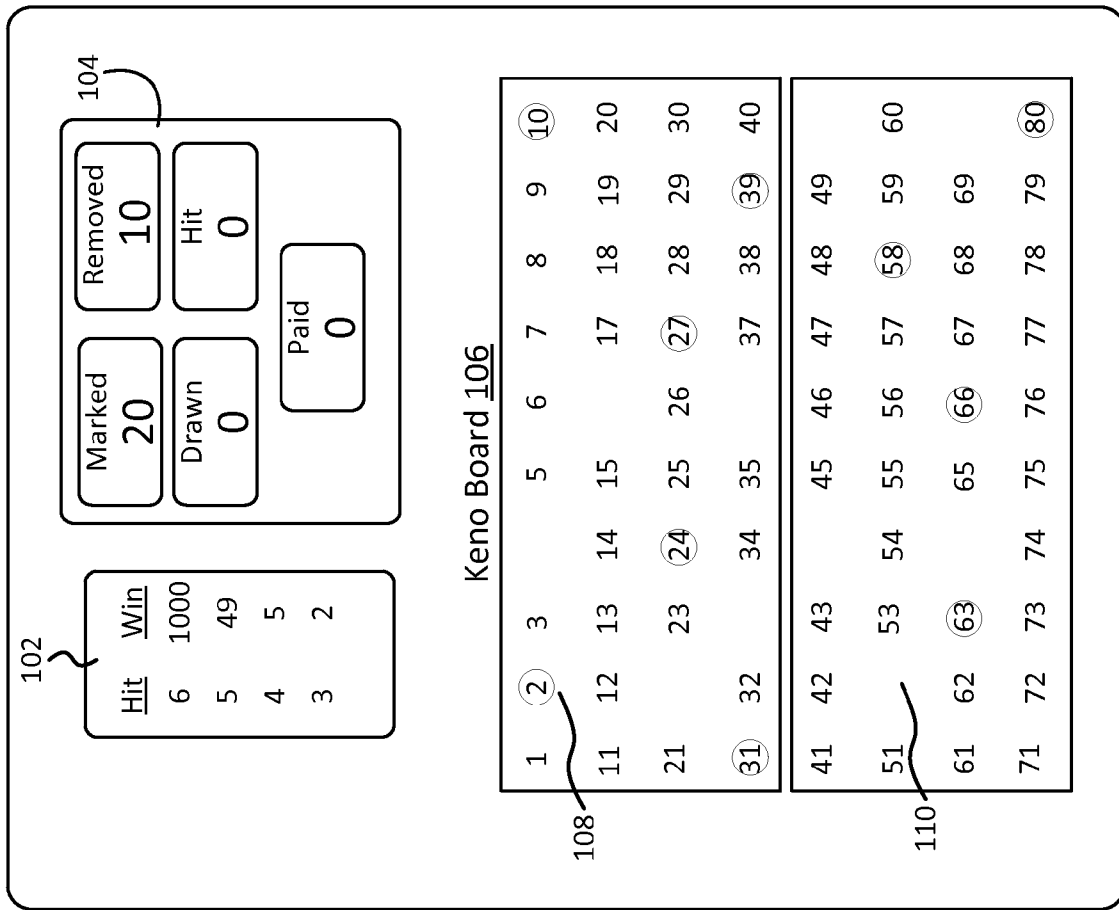 102
Hit Win
6 1000
5 49
4 5
3 2
104
Marked Removed
20 10
Drawn Hit
0 0
Paid
0
Keno Board 106
1 2 3 5 6 7 8 9 10
11 12 13 14 15 17 18 19 20
21 23 24 25 26 27 28 29 30
31 32 34 35 37 38 39 40
108
41 42 43 45 46 47 48 49
51 53 54 55 56 57 58 59 60
61 62 63 65 66 67 68 69
71 72 73 74 75 76 77 78 79 80
110